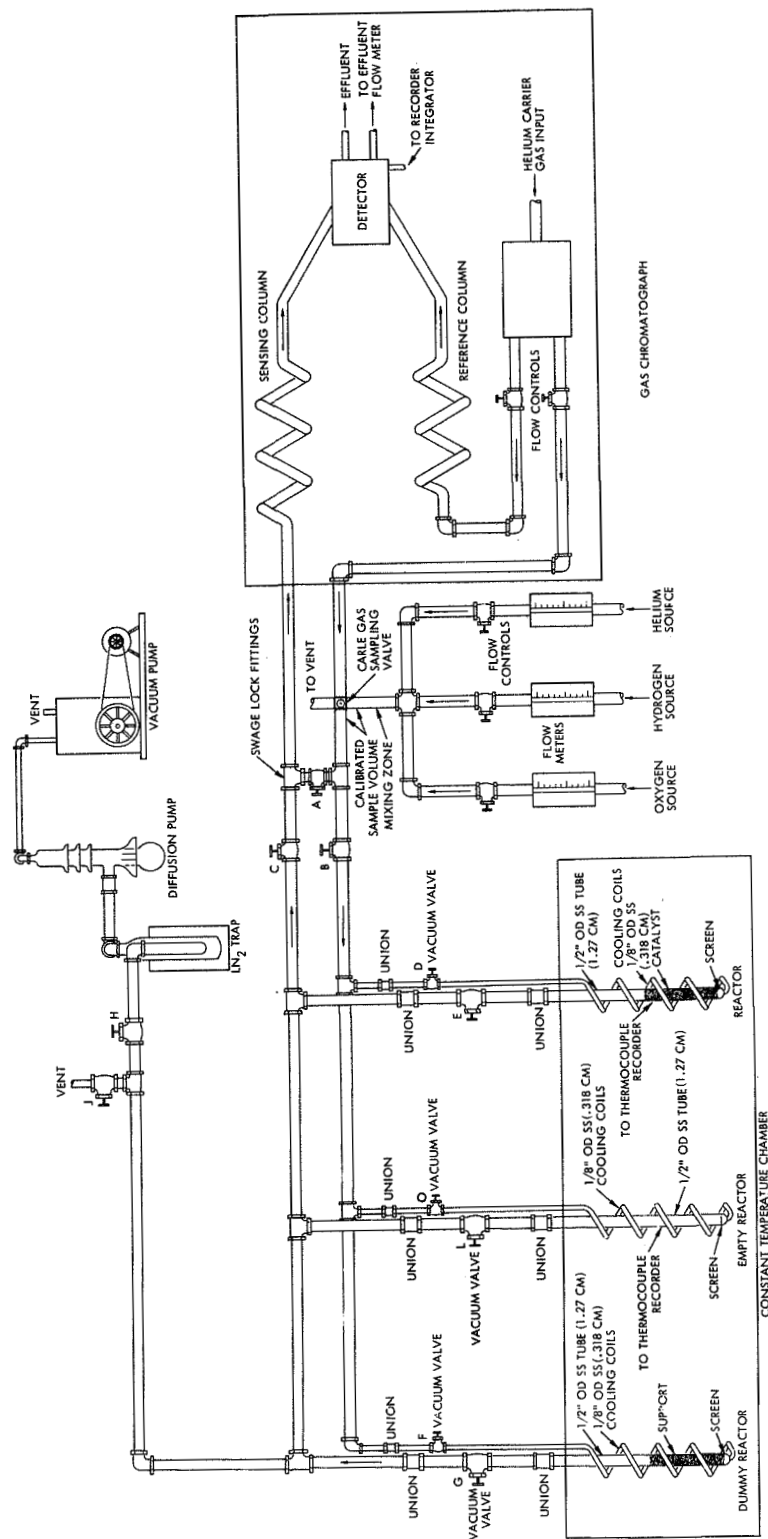 VENT
VACUUM PUMP
DIFFUSION PUMP
LN2 TRAP
H
VENT
J
SENSING COLUMN
EFFLUENT
TO EFFLUENT
FLOW METER
DETECTOR
TO RECORDER
INTEGRATOR
REFERENCE COLUMN
HELIUM CARRIER
GAS INPUT
FLOW CONTROLS
GAS CHROMATOGRAPH
SWAGE LOCK FITTINGS
TO VENT
CARLE GAS
SAMPLING
VALVE
A
CALIBRATED
SAMPLE VOLUME
MIXING ZONE
C
B
FLOW
CONTROLS
FLOW
METERS
HELIUM
SOURCE
HYDROGEN
SOURCE
OXYGEN
SOURCE
UNION
D
VACUUM VALVE
UNION
E
UNION
1/2" OD SS TUBE
(1.27 CM)
COOLING COILS
1/8" OD SS
(.318 CM)
CATALYST
TO THERMOCOUPLE
RECORDER
SCREEN
REACTOR
UNION
O
VACUUM VALVE
UNION
L
VACUUM VALVE
UNION
1/8" OD SS(.318 CM)
COOLING COILS
1/2" OD SS TUBE(1.27 CM)
TO THERMOCOUPLE
RECORDER
SCREEN
EMPTY REACTOR
UNION
F
VACUUM VALVE
UNION
G
VACUUM
VALVE
UNION
1/2" OD SS TUBE (1.27 CM)
1/8" OD SS(.318 CM)
COOLING COILS
SUPPORT
SCREEN
DUMMY REACTOR
CONSTANT TEMPERATURE CHAMBER